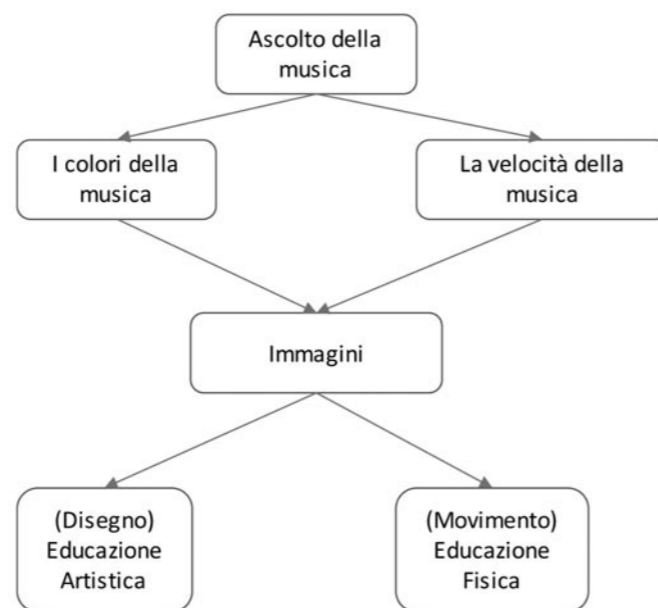 Ascolto della
musica
I colori della
musica
La velocità della
musica
Immagini
(Disegno)
Educazione
Artistica
(Movimento)
Educazione
Fisica